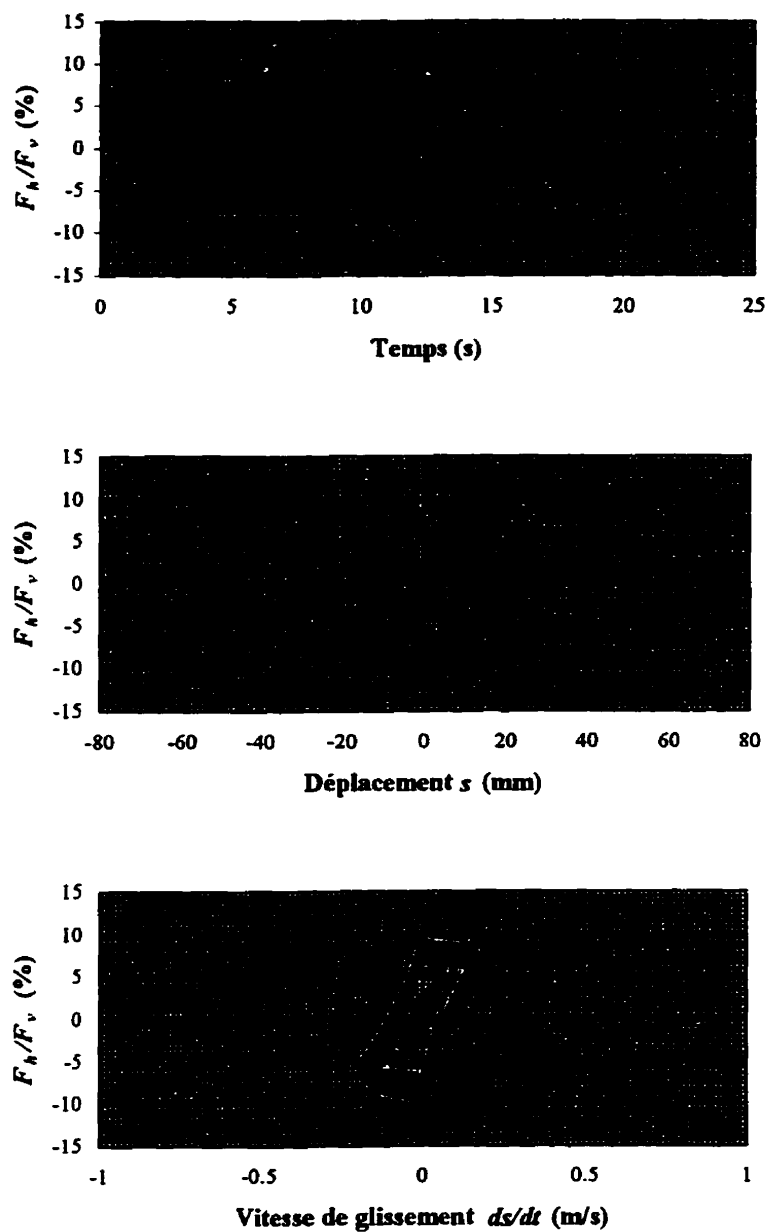 F_h/F_v (%)
15
10
5
0
-5
-10
-15
0 5 10 15 20 25
Temps (s)
F_h/F_v (%)
15
10
5
0
-5
-10
-15
-80 -60 -40 -20 0 20 40 60 80
Déplacement s (mm)
F_h/F_v (%)
15
10
5
0
-5
-10
-15
-1 -0.5 0 0.5 1
Vitesse de glissement ds/dt (m/s)